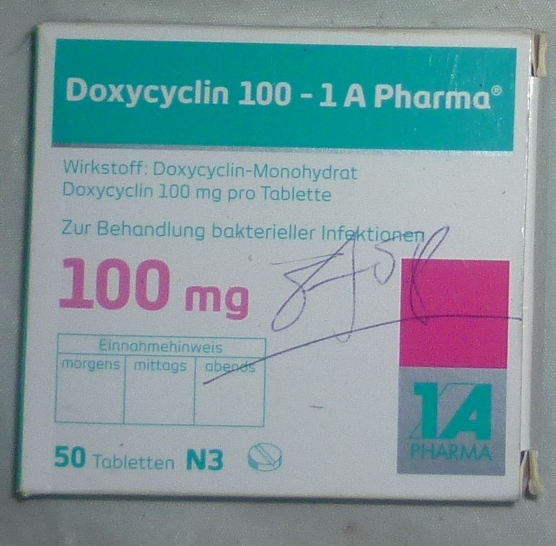 Doxycyclin 100 - 1 A Pharma®
Wirkstoff: Doxycyclin-Monohydrat
Doxycyclin 100 mg pro Tablette
Zur Behandlung bakterieller Infektionen
100 mg
Einnahmehinweis
morgens mittags abends
50 Tabletten N3
1A
PHARMA